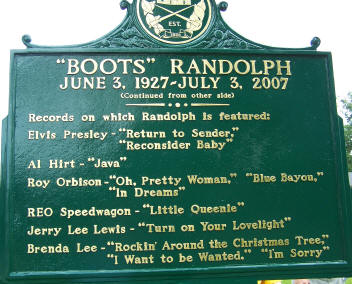 EST.
"BOOTS" RANDOLPH
JUNE 3, 1927-JULY 3, 2007
(Continued from other side)
Records on which Randolph is featured:
Elvis Presley - "Return to Sender,"
"Reconsider Baby"
Al Hirt - "Java"
Roy Orbison - "Oh, Pretty Woman," "Blue Bayou,"
"In Dreams"
REO Speedwagon - "Little Queenie"
Jerry Lee Lewis - "Turn on Your Lovelight"
Brenda Lee - "Rockin' Around the Christmas Tree,"
"I Want to be Wanted," "I'm Sorry"